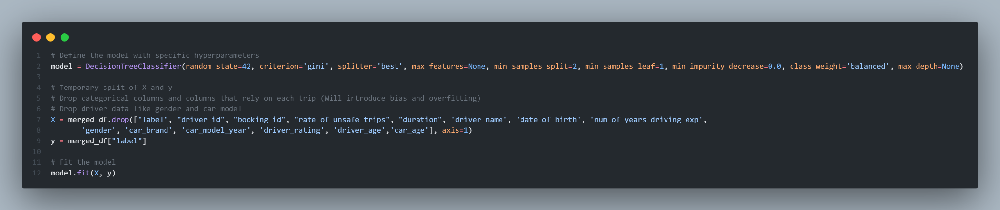 1 # Define the model with specific hyperparameters
2 model = DecisionTreeClassifier(random_state=42, criterion='gini', splitter='best', max_features=None, min_samples_split=2, min_samples_leaf=1, min_impurity_decrease=0.0, class_weight='balanced', max_depth=None)
3
4 # Temporary split of X and y
5 # Drop categorical columns and columns that rely on each trip (Will introduce bias and overfitting)
6 # Drop driver data like gender and car model
7 X = merged_df.drop(["label", "driver_id", "booking_id", "rate_of_unsafe_trips", "duration", 'driver_name', 'date_of_birth', 'num_of_years_driving_exp',
8        'gender', 'car_brand', 'car_model_year', 'driver_rating', 'driver_age','car_age'], axis=1)
9 y = merged_df["label"]
10
11 # Fit the model
12 model.fit(X, y)